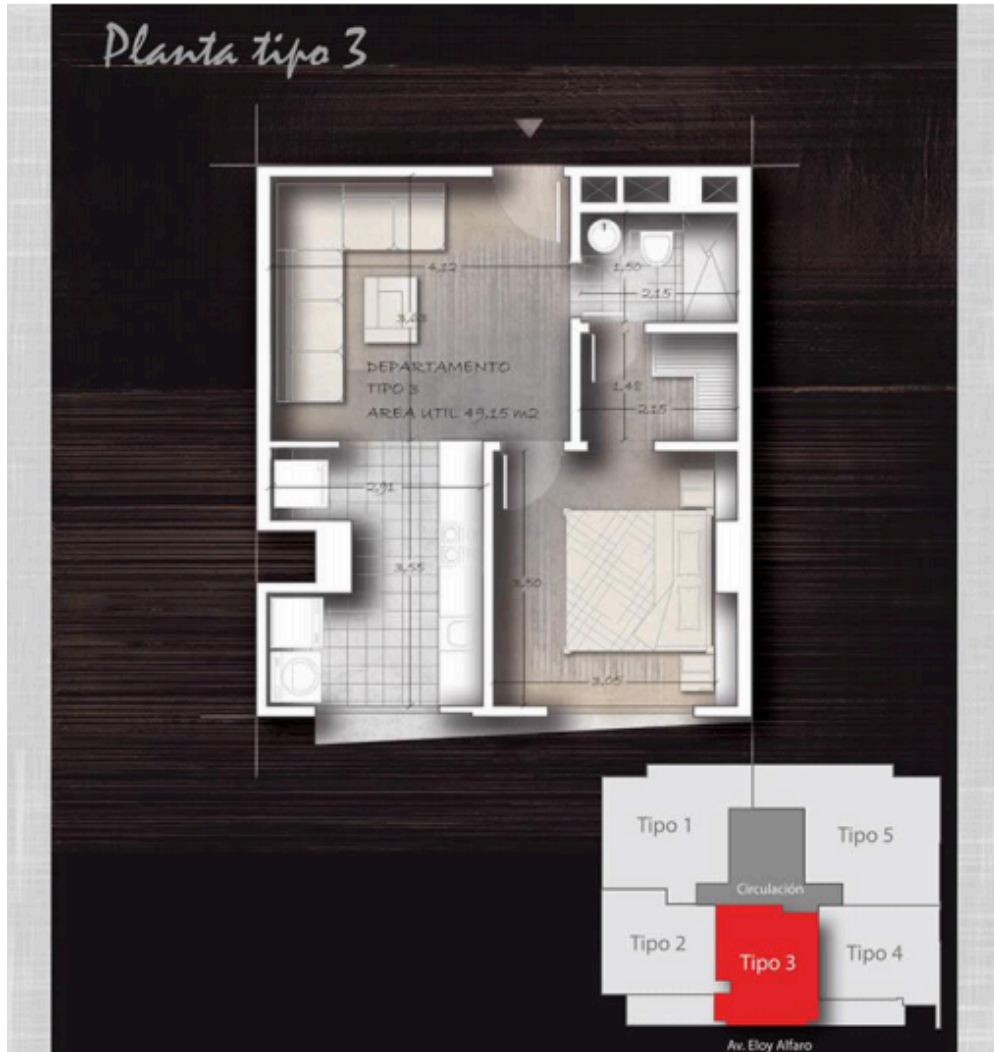 Planta tipo 3
4,12
1,50
2,15
DEPARTAMENTO
TIPO 3
AREA UTIL 49.15 m2
1,48
2,15
2,91
3,55
3,50
3,05
Tipo 1
Tipo 5
Circulación
Tipo 2
Tipo 3
Tipo 4
Av. Eloy Alfaro